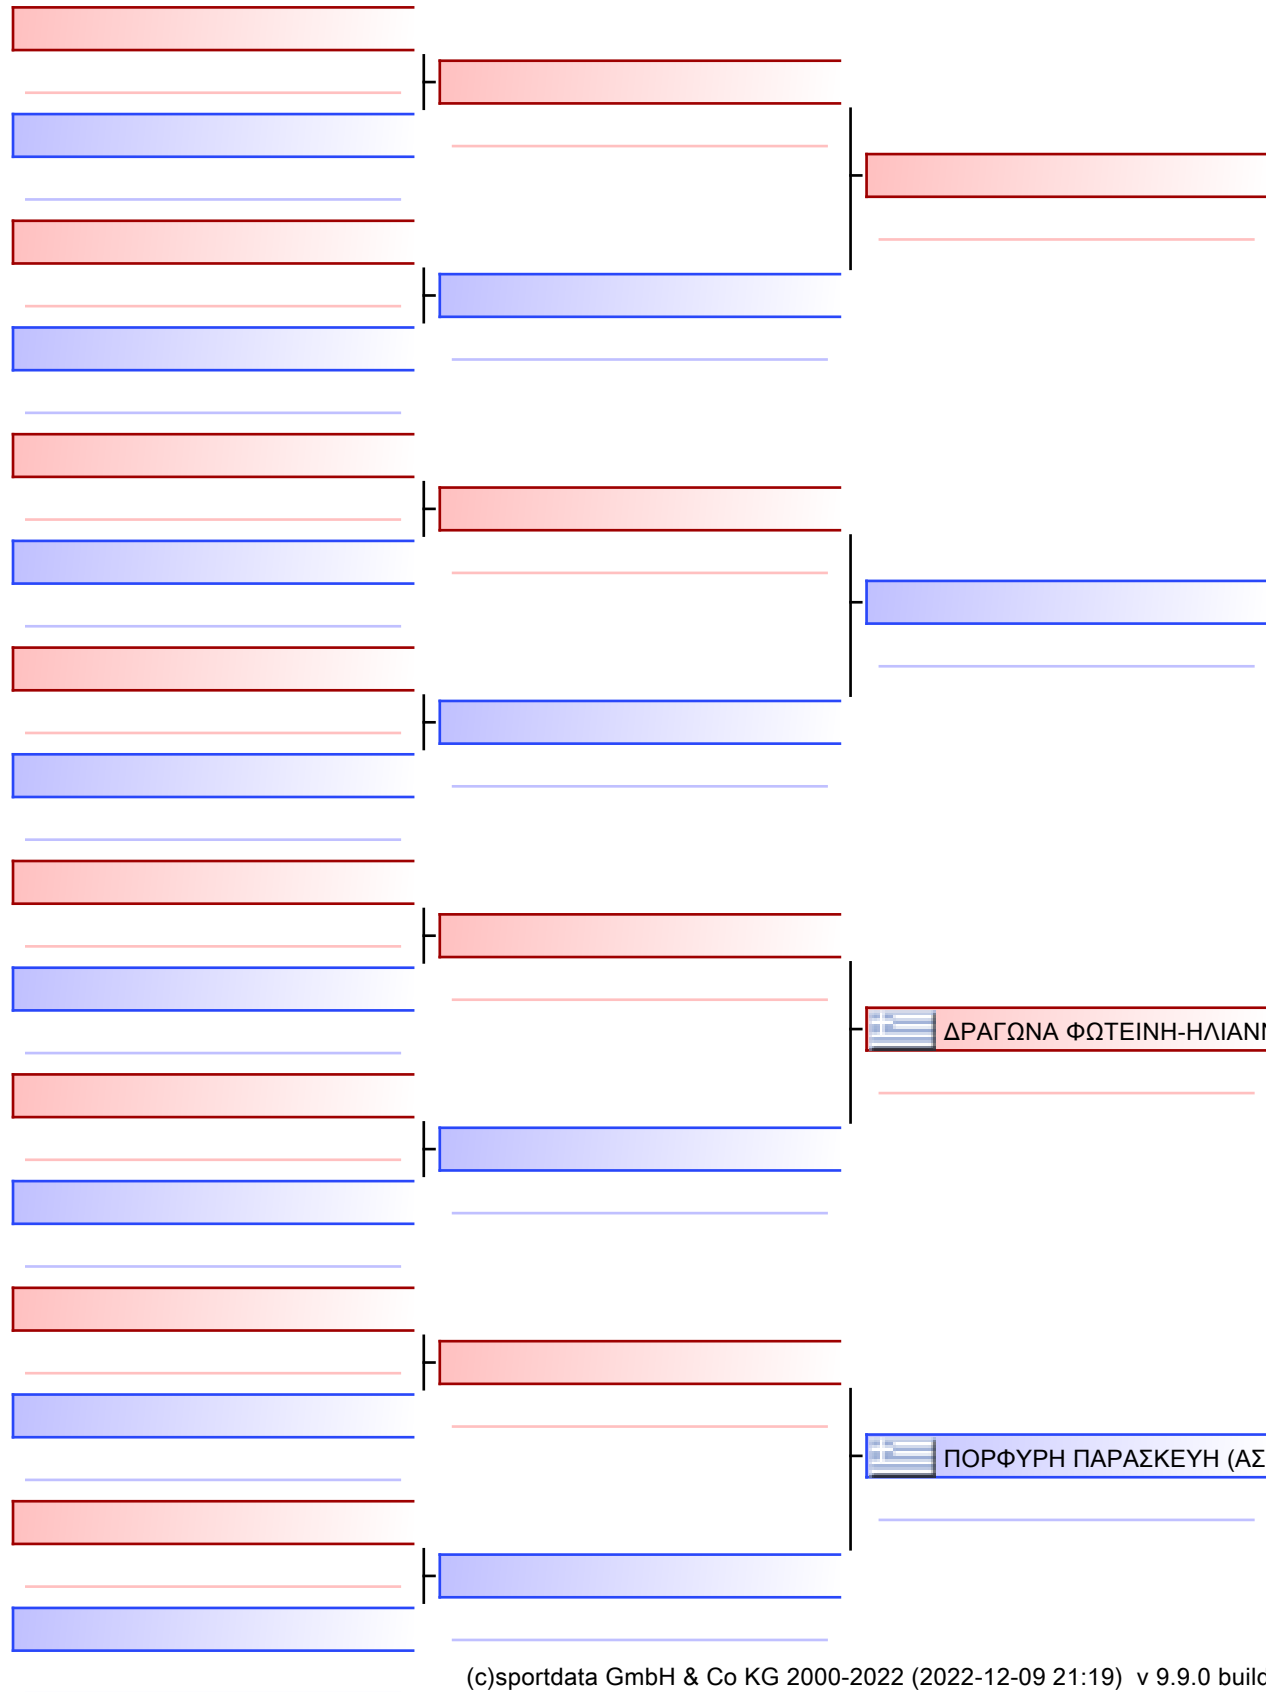 ΔΡΑΓΩΝΑ ΦΩΤΕΙΝΗ-ΗΛΙΑΝΝ
ΠΟΡΦΥΡΗ ΠΑΡΑΣΚΕΥΗ (ΑΣ
(c)sportdata GmbH & Co KG 2000-2022 (2022-12-09 21:19) v 9.9.0 build